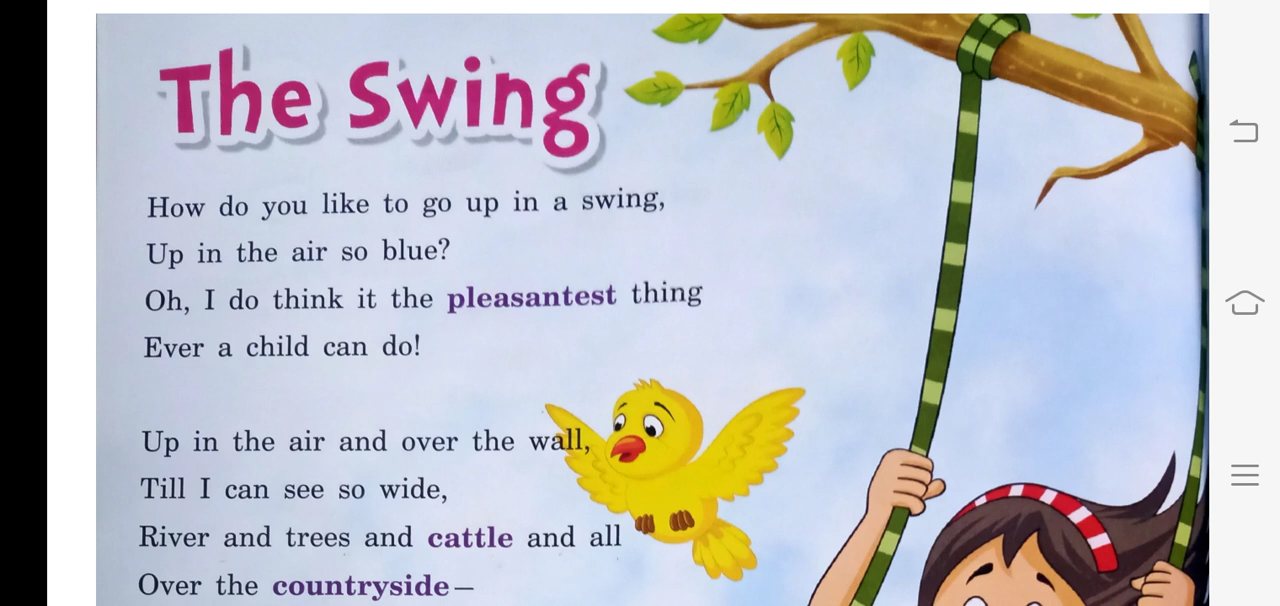 The Swing
How do you like to go up in a swing,
Up in the air so blue?
Oh, I do think it the pleasantest thing
Ever a child can do!
Up in the air and over the wall,
Till I can see so wide,
River and trees and cattle and all
Over the countryside—